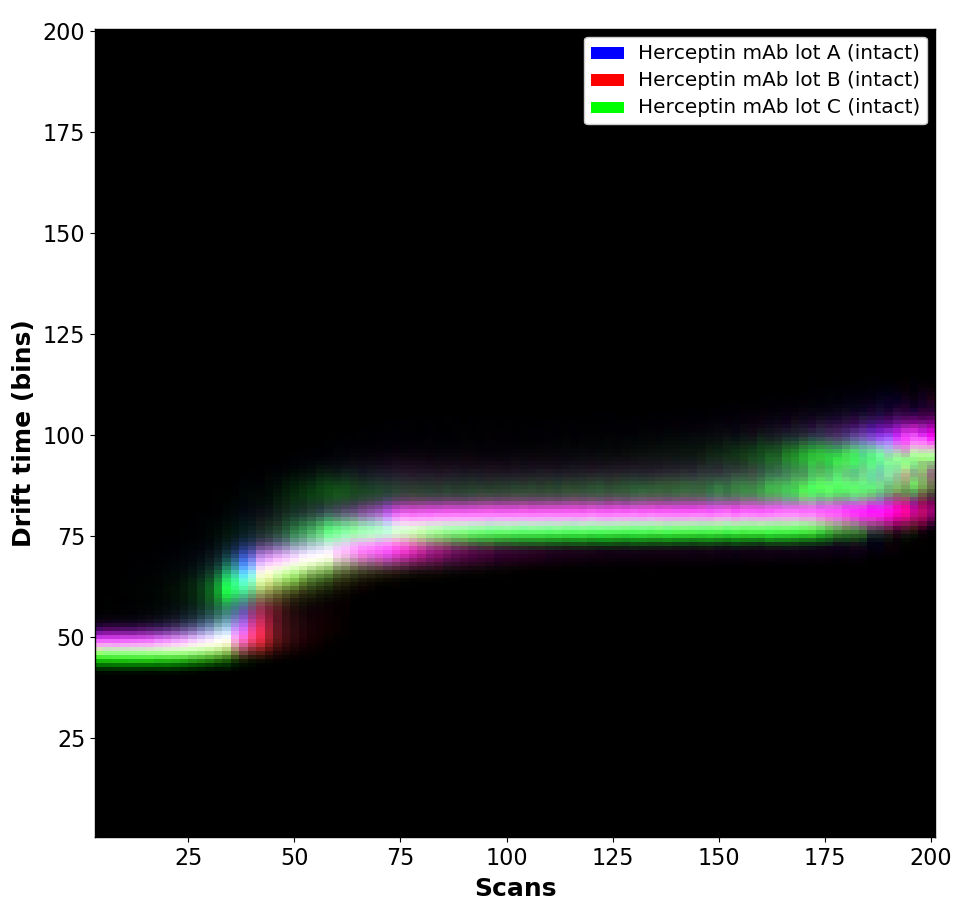 Herceptin mAb lot A (intact)
Herceptin mAb lot B (intact)
Herceptin mAb lot C (intact)
Drift time (bins)
200
175
150
125
100
75
50
25
25 50 75 100 125 150 175 200
Scans